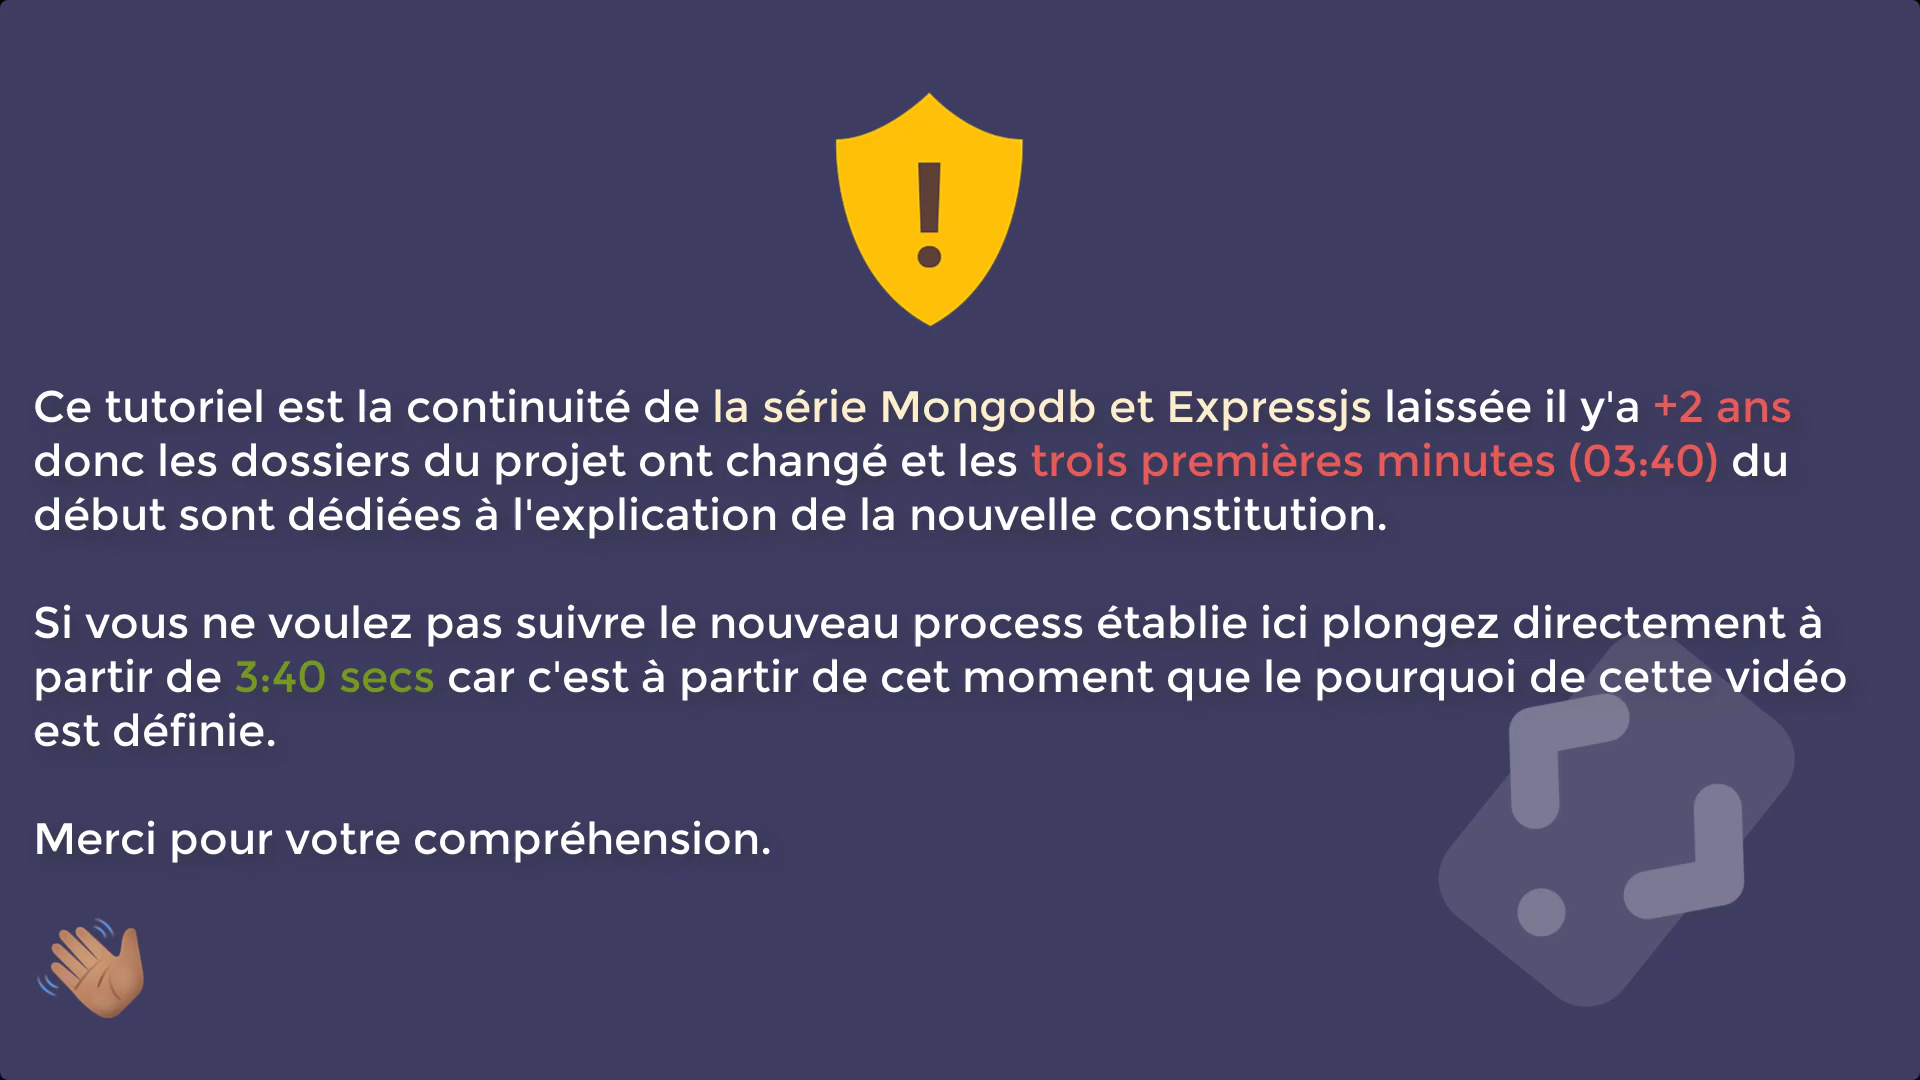 Ce tutoriel est la continuité de la série Mongodb et Expressjs laissée il y'a +2 ans
donc les dossiers du projet ont changé et les trois premières minutes (03:40) du
début sont dédiées à l'explication de la nouvelle constitution.
Si vous ne voulez pas suivre le nouveau process établie ici plongez directement à
partir de 3:40 secs car c'est à partir de cet moment que le pourquoi de cette vidéo
est définie.
Merci pour votre compréhension.